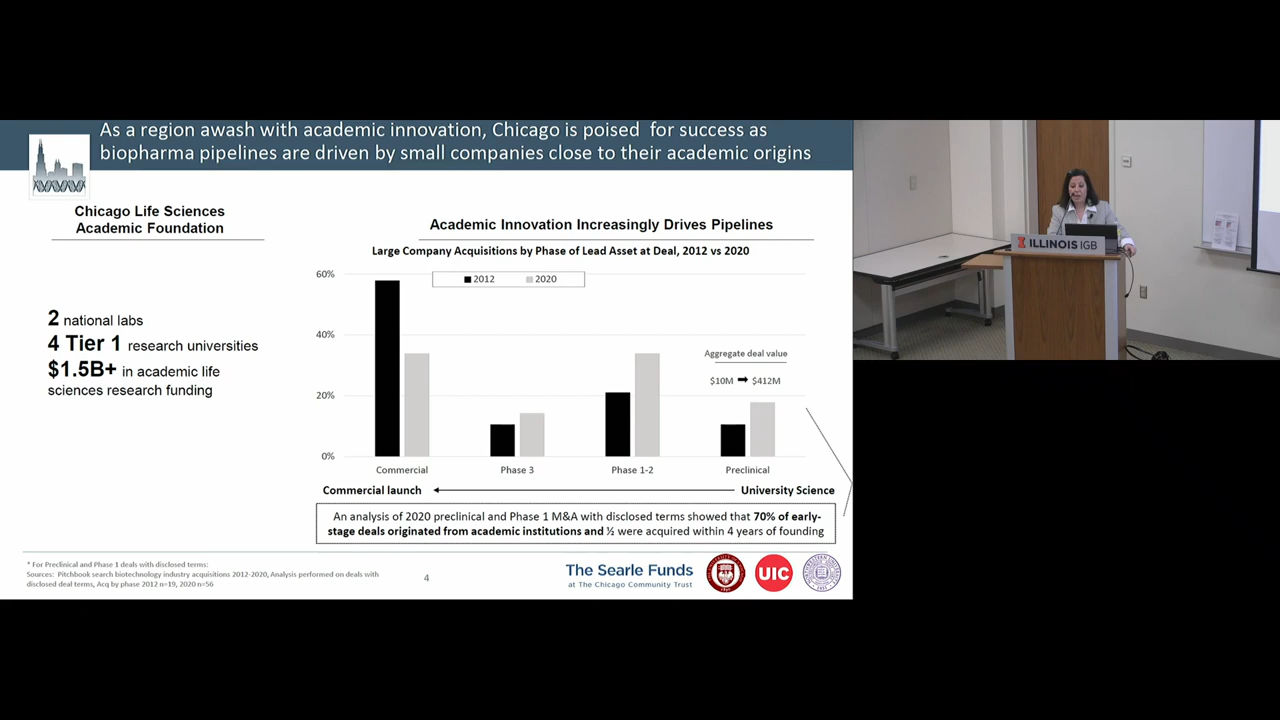 As a region awash with academic innovation, Chicago is poised for success as
biopharma pipelines are driven by small companies close to their academic origins
Chicago Life Sciences
Academic Foundation
2 national labs
4 Tier 1 research universities
$1.5B+ in academic life
sciences research funding
Academic Innovation Increasingly Drives Pipelines
Large Company Acquisitions by Phase of Lead Asset at Deal, 2012 vs 2020
2012 2020
60%
40%
20%
0%
Aggregate deal value
$10M ➡ $412M
Commercial Phase 3 Phase 1-2 Preclinical
Commercial launch University Science
An analysis of 2020 preclinical and Phase 1 M&A with disclosed terms showed that 70% of early-
stage deals originated from academic institutions and ½ were acquired within 4 years of founding
* For Preclinical and Phase 1 deals with disclosed terms:
Sources: Pitchbook search biotechnology industry acquisitions 2012-2020, Analysis performed on deals with
disclosed deal terms, Acq by phase 2012 n=19, 2020 n=56
4
The Searle Funds
at The Chicago Community Trust
UIC
I ILLINOIS IGB